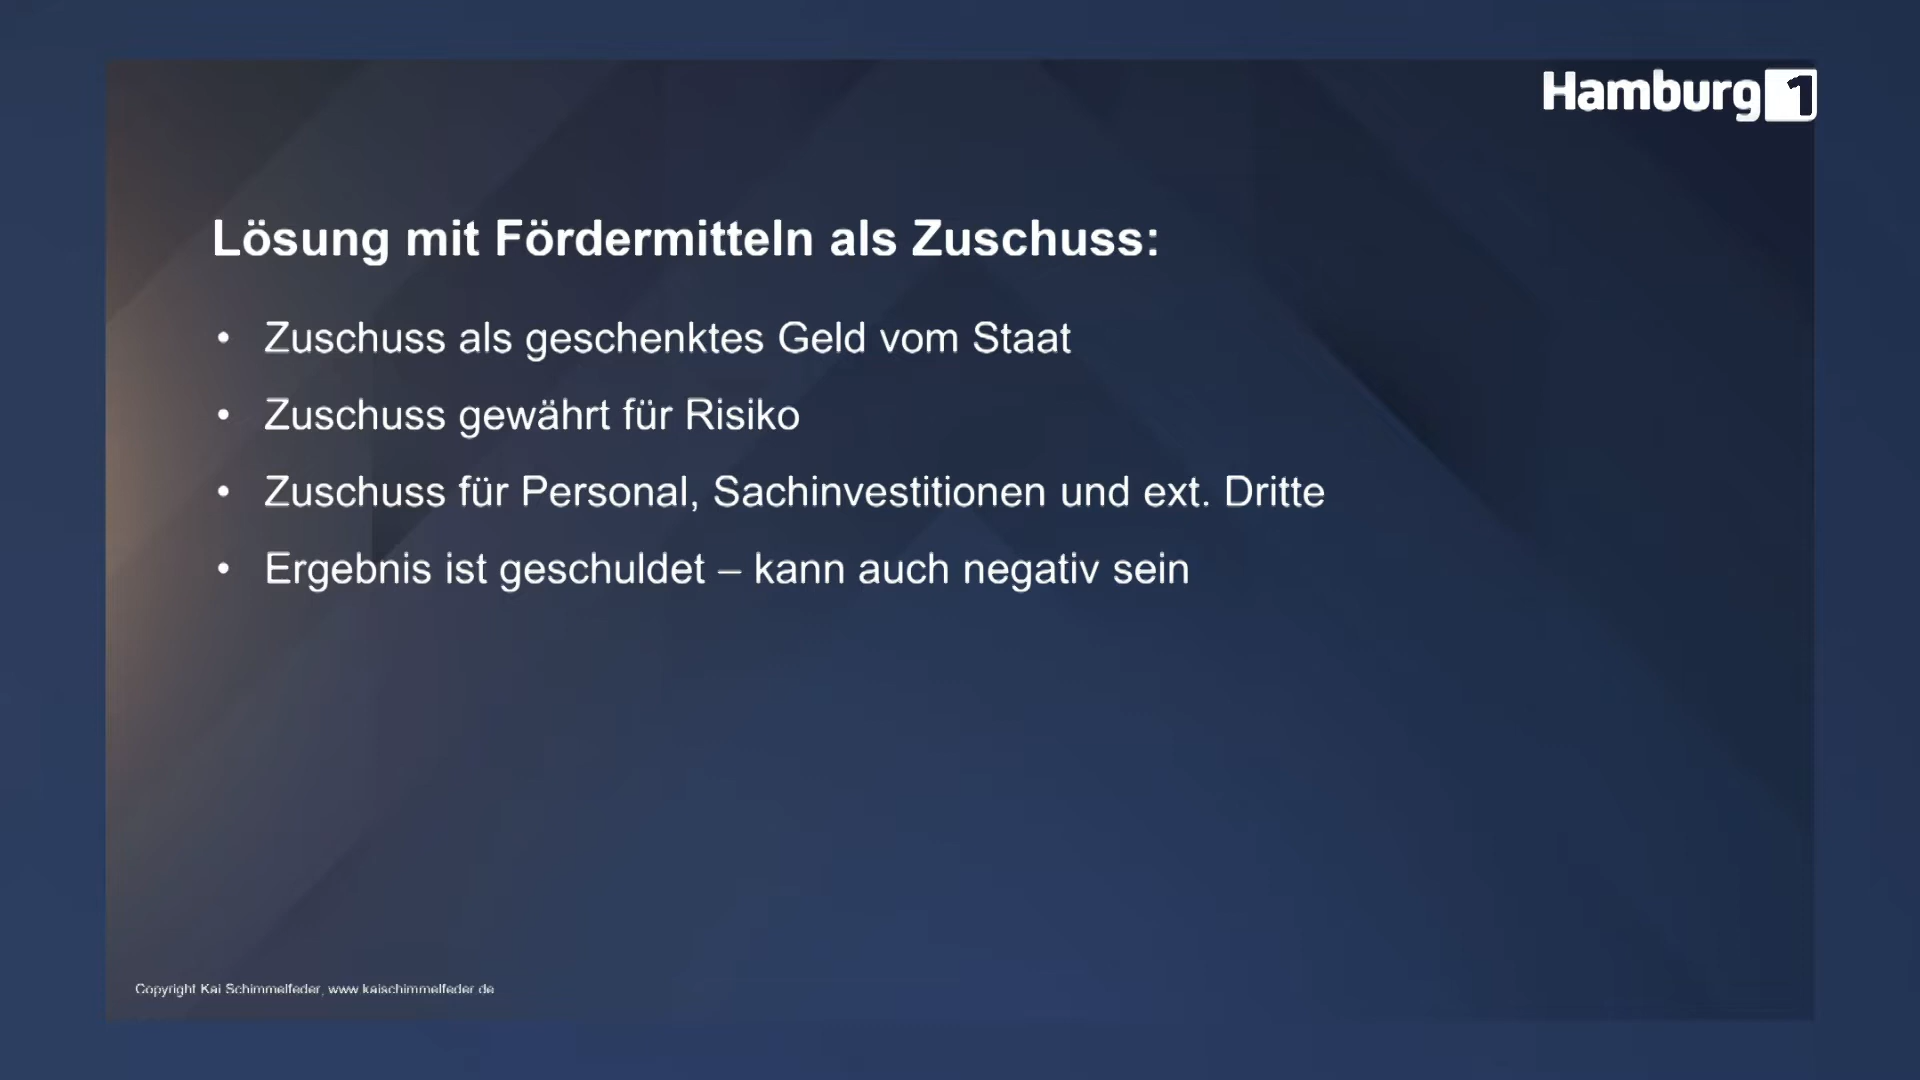 Hamburg 1
Lösung mit Fördermitteln als Zuschuss:
• Zuschuss als geschenktes Geld vom Staat
• Zuschuss gewährt für Risiko
• Zuschuss für Personal, Sachinvestitionen und ext. Dritte
• Ergebnis ist geschuldet – kann auch negativ sein
Copyright Kai Schimmelfeder, www.kaischimmelfeder.de